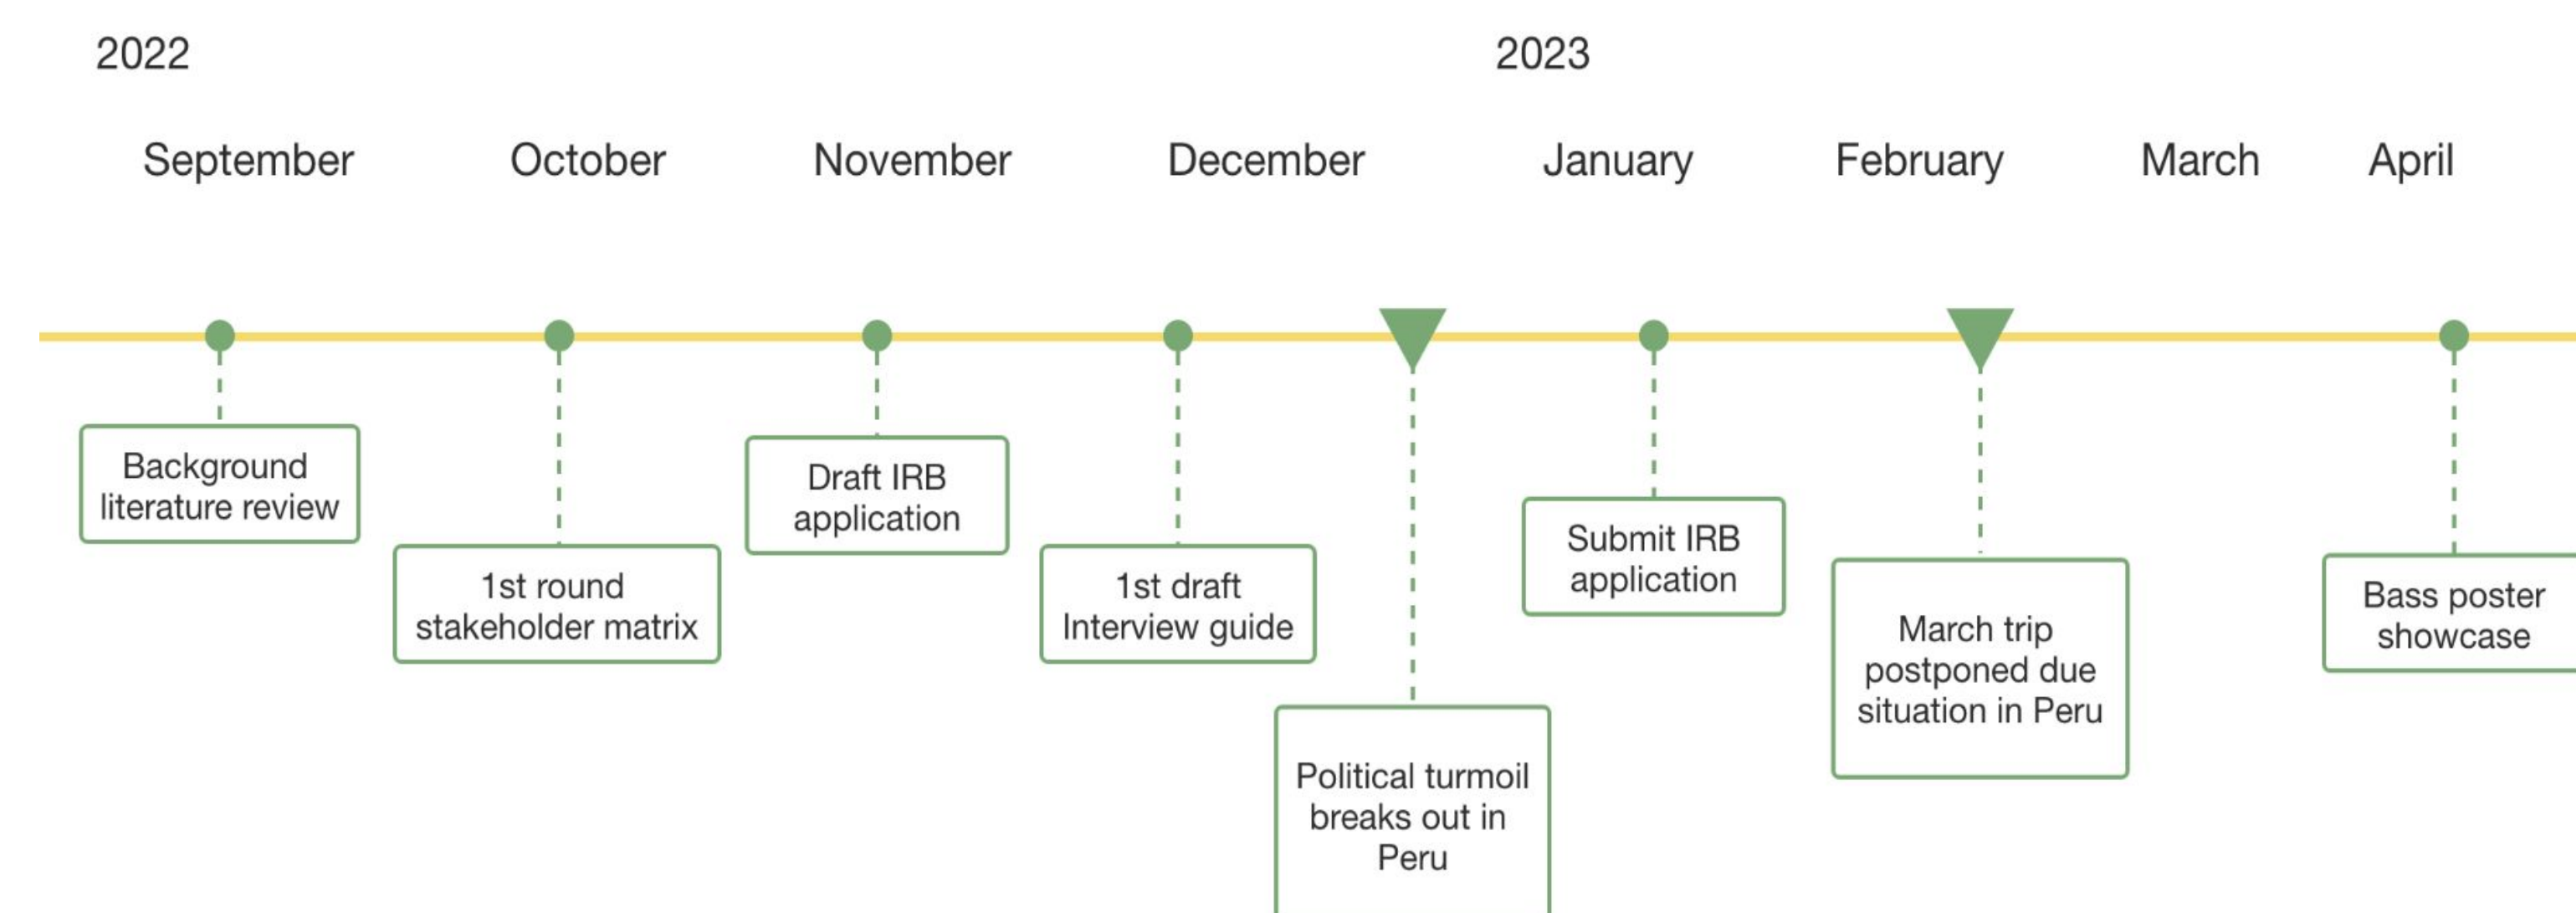 2022
2023
September
October
November
December
January
February
March
April
Background
literature review
1st round
stakeholder matrix
Draft IRB
application
1st draft
Interview guide
Political turmoil
breaks out in
Peru
Submit IRB
application
March trip
postponed due
situation in Peru
Bass poster
showcase